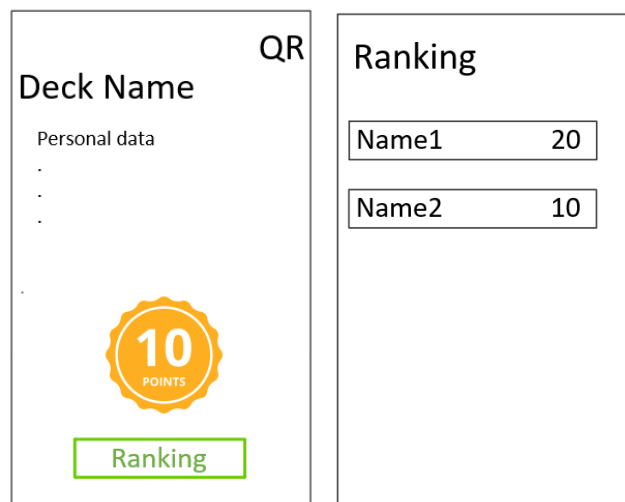 QR
Deck Name
Personal data
.
.
.
.
10
POINTS
Ranking
Ranking
Name1 20
Name2 10